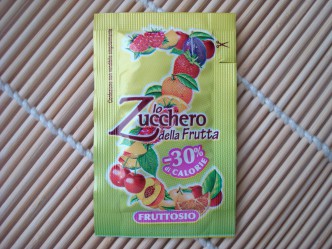 lo
Zucchero
della Frutta
-30%
di CALORIE
FRUTTOSIO